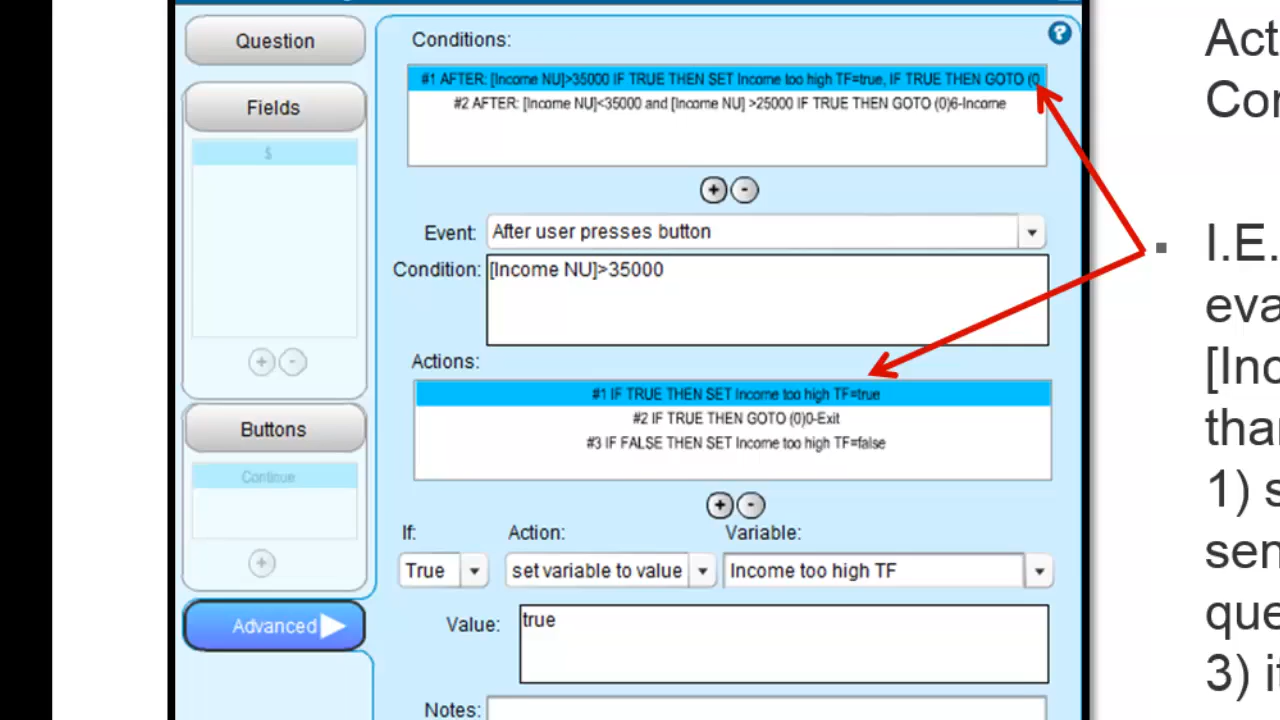 Question
Fields
$
Buttons
Continue
Advanced
Conditions:
#1 AFTER: [Income NU]>35000 IF TRUE THEN SET Income too high TF=true, IF TRUE THEN GOTO (0
#2 AFTER: [Income NU]<35000 and [Income NU] >25000 IF TRUE THEN GOTO (0)6-Income
Event: After user presses button
Condition: [Income NU]>35000
Actions:
#1 IF TRUE THEN SET Income too high TF=true
#2 IF TRUE THEN GOTO (0)0-Exit
#3 IF FALSE THEN SET Income too high TF=false
If: Action: Variable:
True set variable to value Income too high TF
Value: true
Notes:
Act
Con
I.E.
eva
[Inc
than
1) s
sen
que
3) if